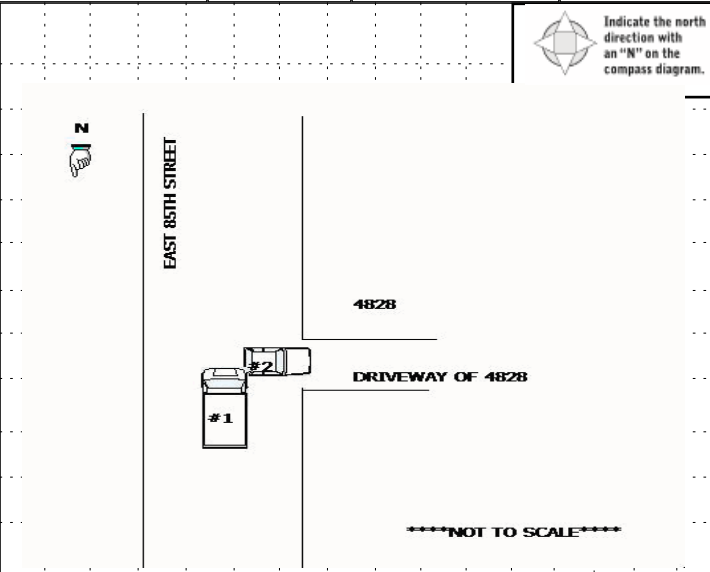 Indicate the north
direction with
an “N” on the
compass diagram.
N
EAST 85TH STREET
4828
#2
DRIVEWAY OF 4828
#1
****NOT TO SCALE****